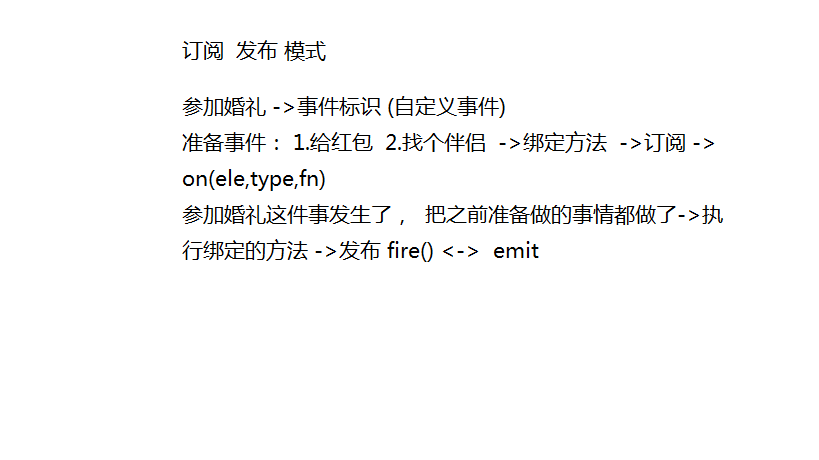 订阅  发布 模式
参加婚礼 ->事件标识 (自定义事件)
准备事件： 1.给红包  2.找个伴侣  ->绑定方法  ->订阅 ->
on(ele,type,fn)
参加婚礼这件事发生了 ， 把之前准备做的事情都做了->执
行绑定的方法 ->发布 fire() <->  emit